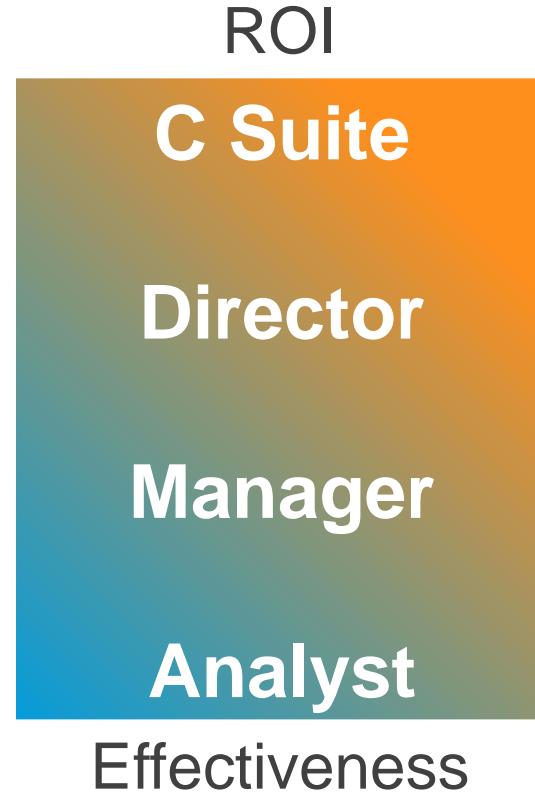 ROI
C Suite
Director
Manager
Analyst
Effectiveness